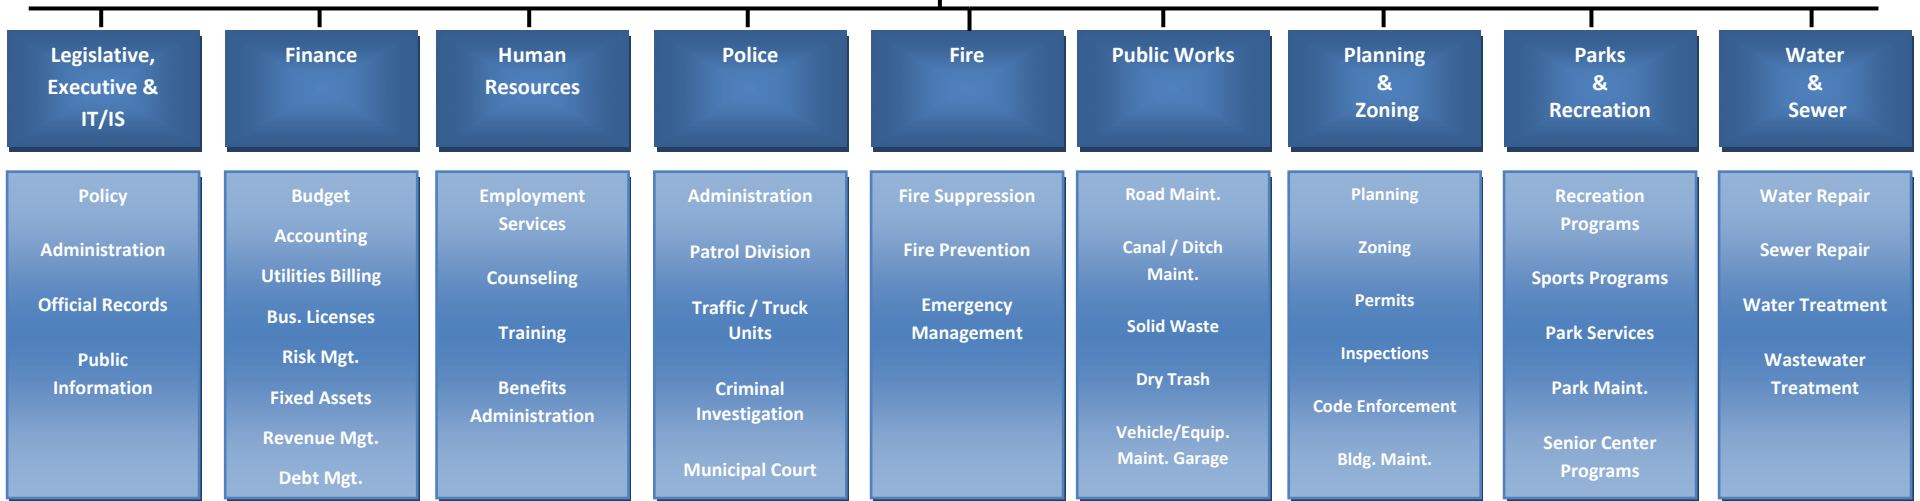 Legislative,
Executive &
IT/IS
Finance
Human
Resources
Police
Fire
Public Works
Planning
&
Zoning
Parks
&
Recreation
Water
&
Sewer
Policy
Administration
Official Records
Public
Information
Budget
Accounting
Utilities Billing
Bus. Licenses
Risk Mgt.
Fixed Assets
Revenue Mgt.
Debt Mgt.
Employment
Services
Counseling
Training
Benefits
Administration
Administration
Patrol Division
Traffic / Truck
Units
Criminal
Investigation
Municipal Court
Fire Suppression
Fire Prevention
Emergency
Management
Road Maint.
Canal / Ditch
Maint.
Solid Waste
Dry Trash
Vehicle/Equip.
Maint. Garage
Planning
Zoning
Permits
Inspections
Code Enforcement
Bldg. Maint.
Recreation
Programs
Sports Programs
Park Services
Park Maint.
Senior Center
Programs
Water Repair
Sewer Repair
Water Treatment
Wastewater
Treatment